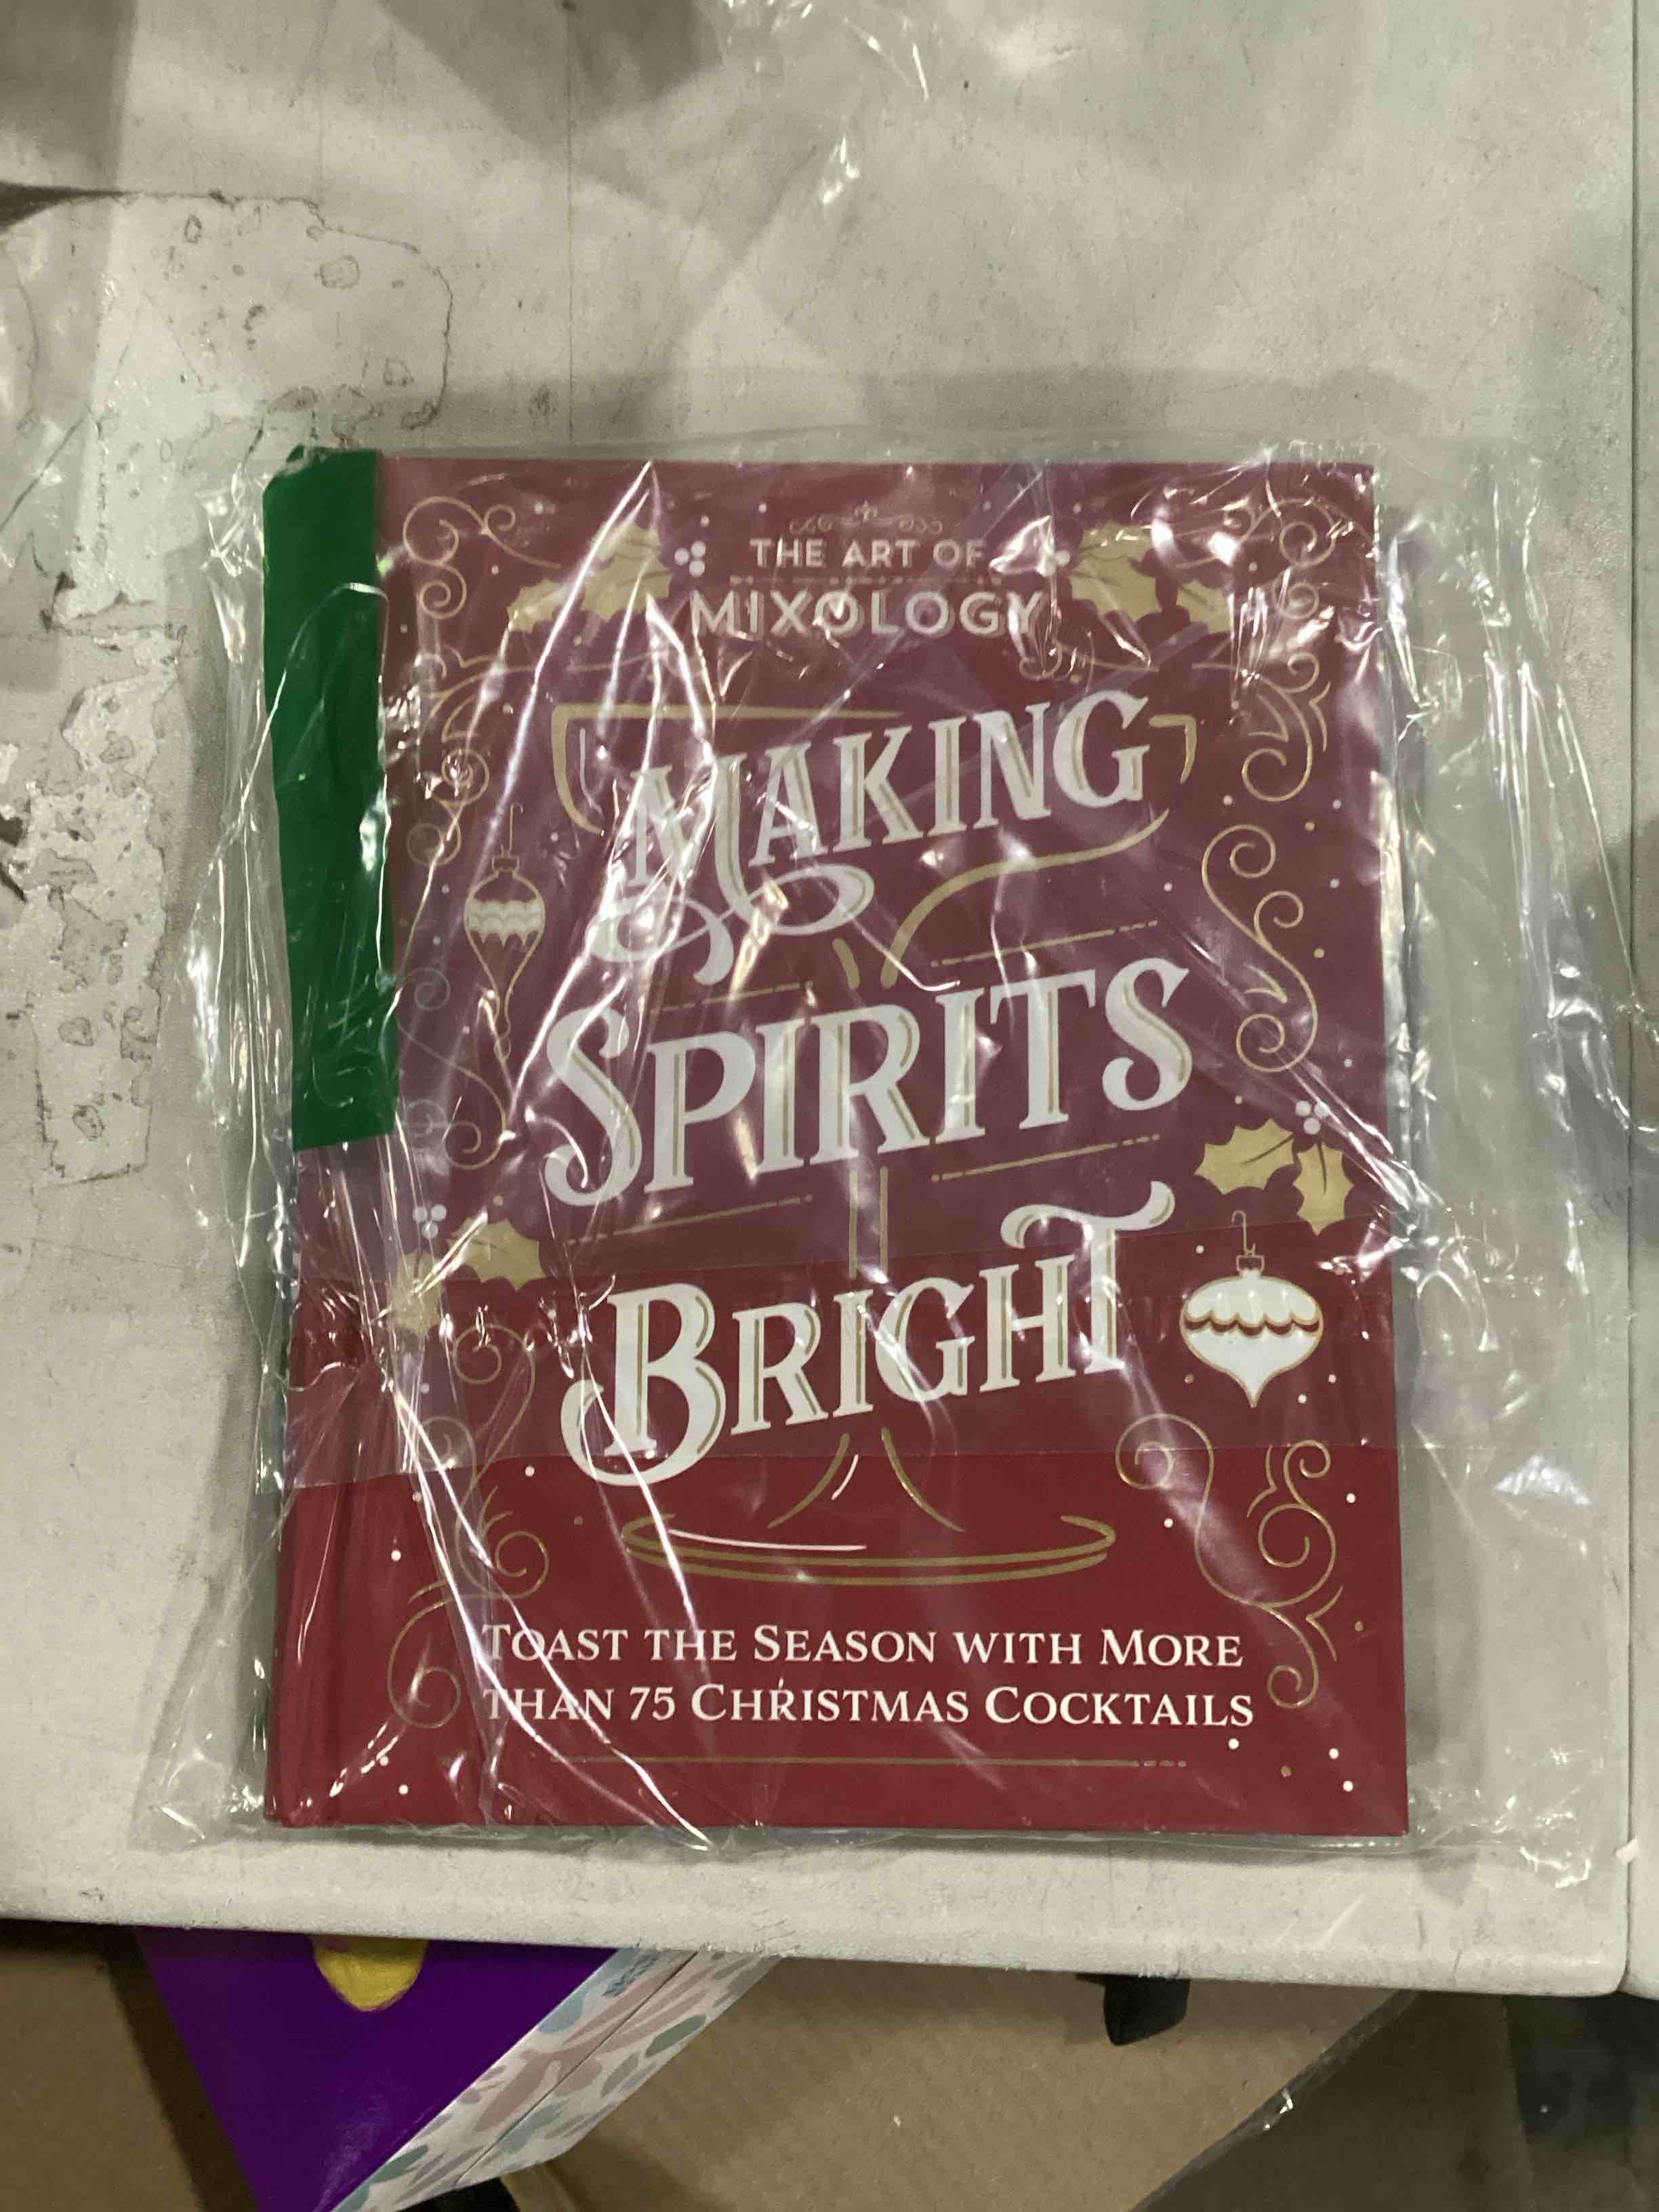 THE ART OF
MIXOLOGY
MAKING
SPIRITS
BRIGHT
TOAST THE SEASON WITH MORE
THAN 75 CHRISTMAS COCKTAILS